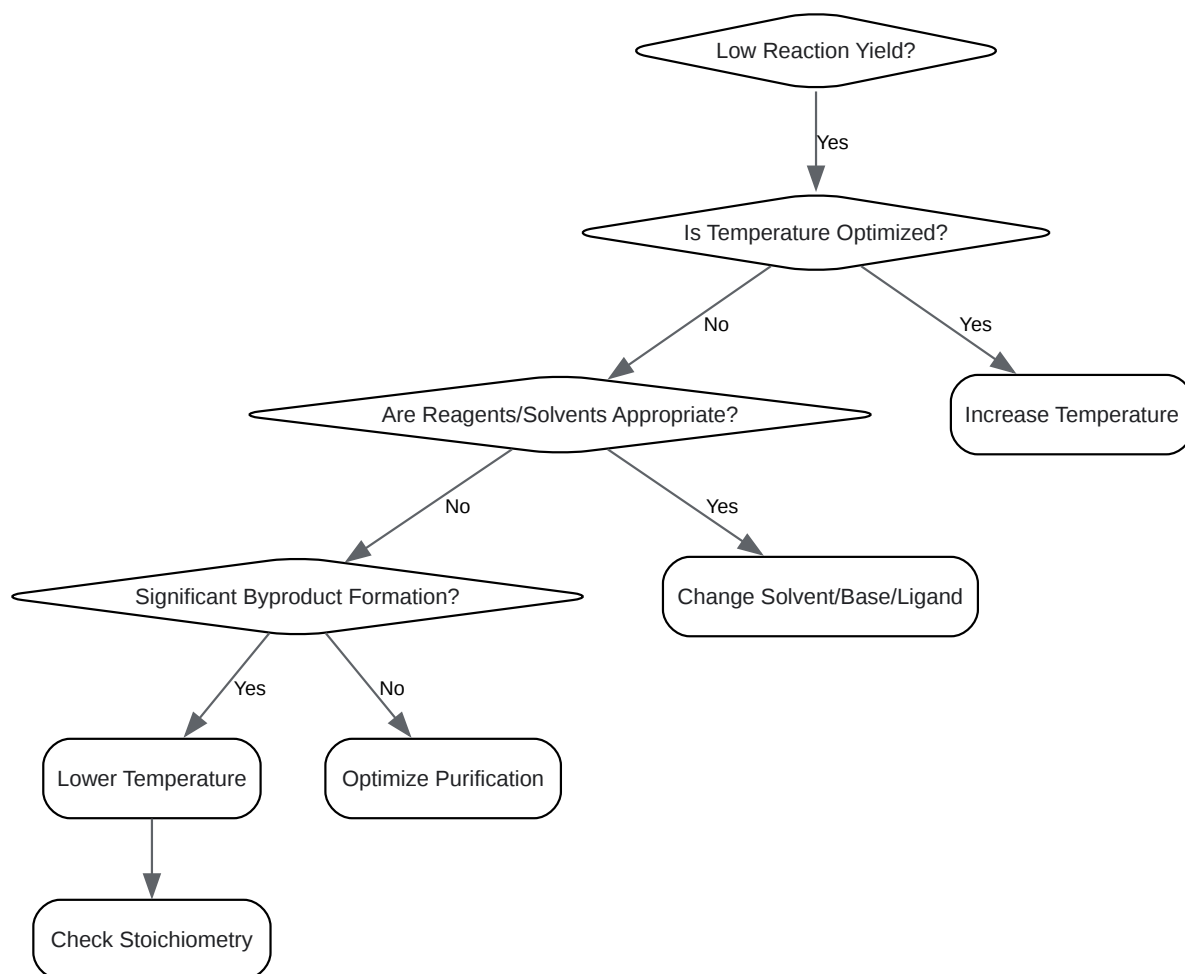 Low Reaction Yield?
Yes
Is Temperature Optimized?
No
Yes
Are Reagents/Solvents Appropriate?
Increase Temperature
No
Yes
Significant Byproduct Formation?
Change Solvent/Base/Ligand
Yes
No
Lower Temperature
Optimize Purification
Check Stoichiometry